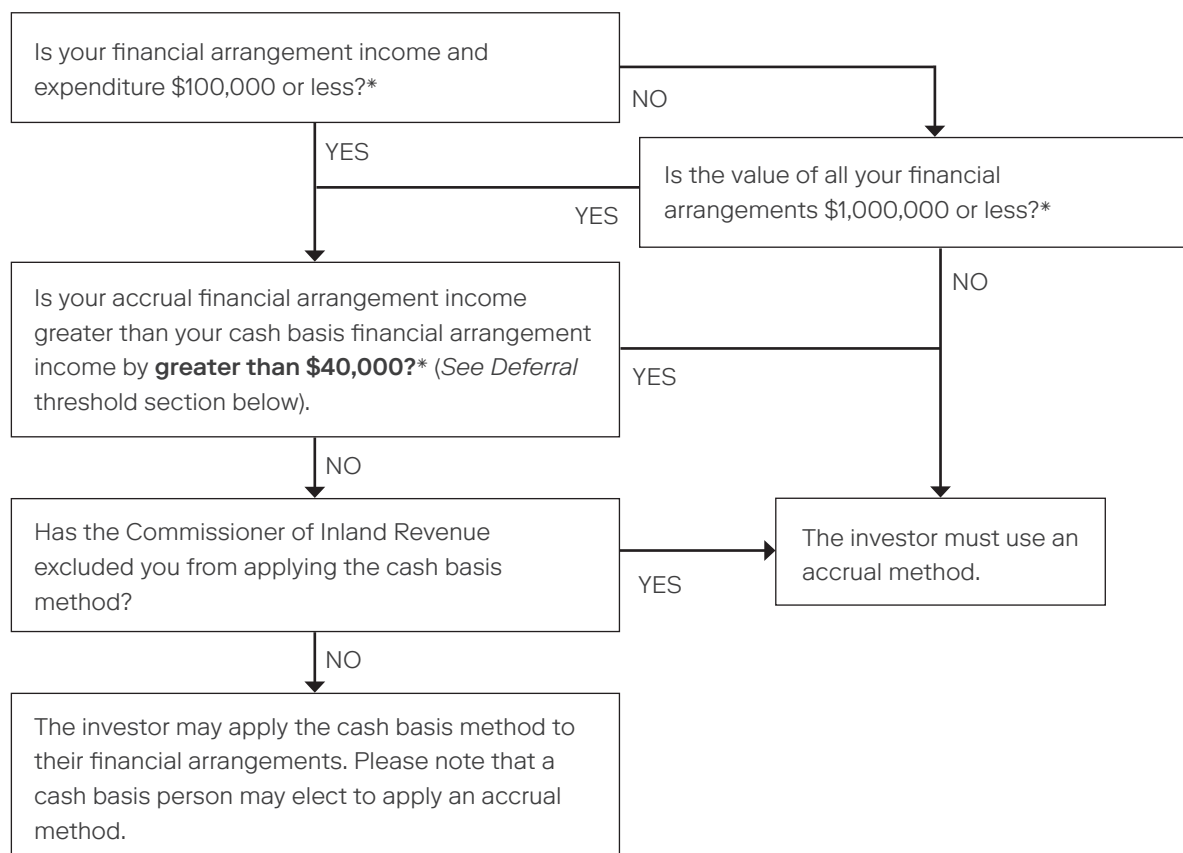 Is your financial arrangement income and
expenditure $100,000 or less?*
NO
YES
Is the value of all your financial
arrangements $1,000,000 or less?*
YES
NO
Is your accrual financial arrangement income
greater than your cash basis financial arrangement
income by greater than $40,000?* (See Deferral
threshold section below).
YES
NO
Has the Commissioner of Inland Revenue
excluded you from applying the cash basis
method?
YES
The investor must use an
accrual method.
NO
The investor may apply the cash basis method to
their financial arrangements. Please note that a
cash basis person may elect to apply an accrual
method.